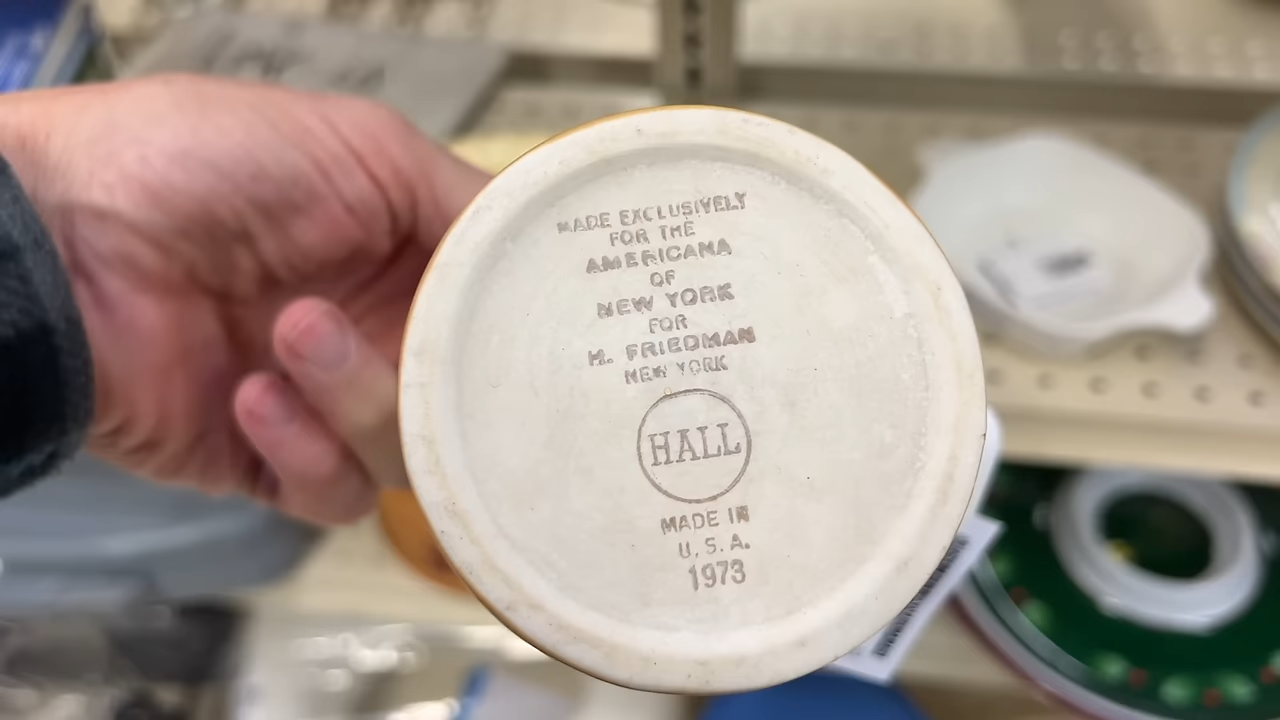 MADE EXCLUSIVELY
FOR THE
AMERICANA
OF
NEW YORK
FOR
H. FRIEDMAN
NEW YORK
HALL
MADE IN
U.S.A.
1973